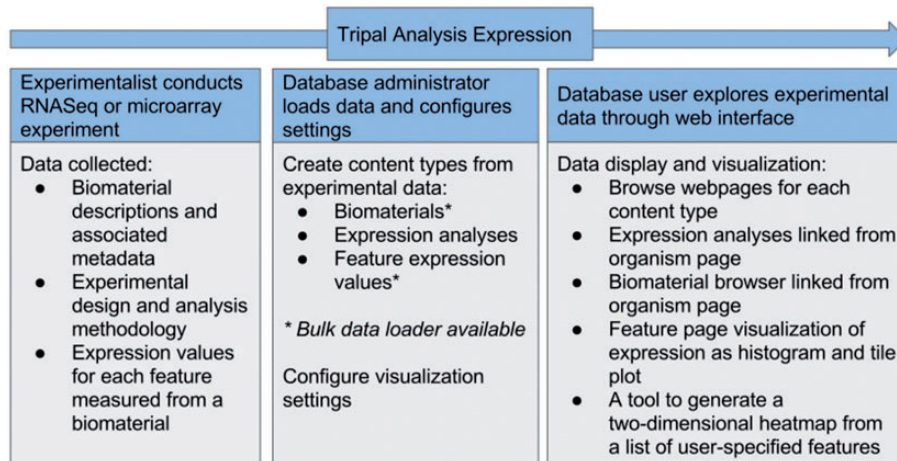 Tripal Analysis Expression
Experimentalist conducts
RNASeq or microarray
experiment
Data collected:
● Biomaterial
descriptions and
associated
metadata
● Experimental
design and analysis
methodology
● Expression values
for each feature
measured from a
biomaterial
Database administrator
loads data and configures
settings
Create content types from
experimental data:
● Biomaterials*
● Expression analyses
● Feature expression
values*
* Bulk data loader available
Configure visualization
settings
Database user explores experimental
data through web interface
Data display and visualization:
● Browse webpages for each
content type
● Expression analyses linked from
organism page
● Biomaterial browser linked from
organism page
● Feature page visualization of
expression as histogram and tile
plot
● A tool to generate a
two-dimensional heatmap from
a list of user-specified features